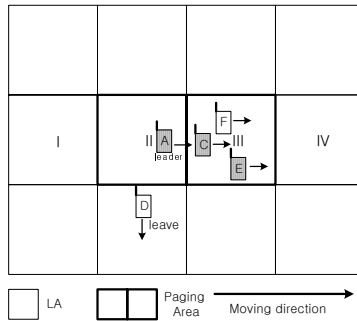 F
I II A C III IV
leader
E
D
leave
LA
Paging
Area
Moving direction